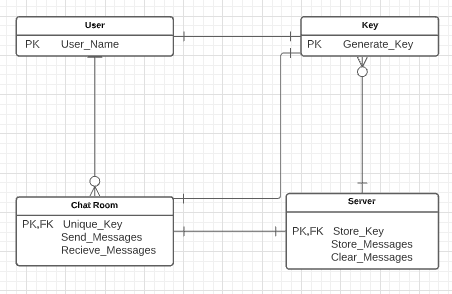 User
PK User_Name
Key
PK Generate_Key
Chat Room
PK,FK Unique_Key
Send_Messages
Recieve_Messages
Server
PK,FK Store_Key
Store_Messages
Clear_Messages